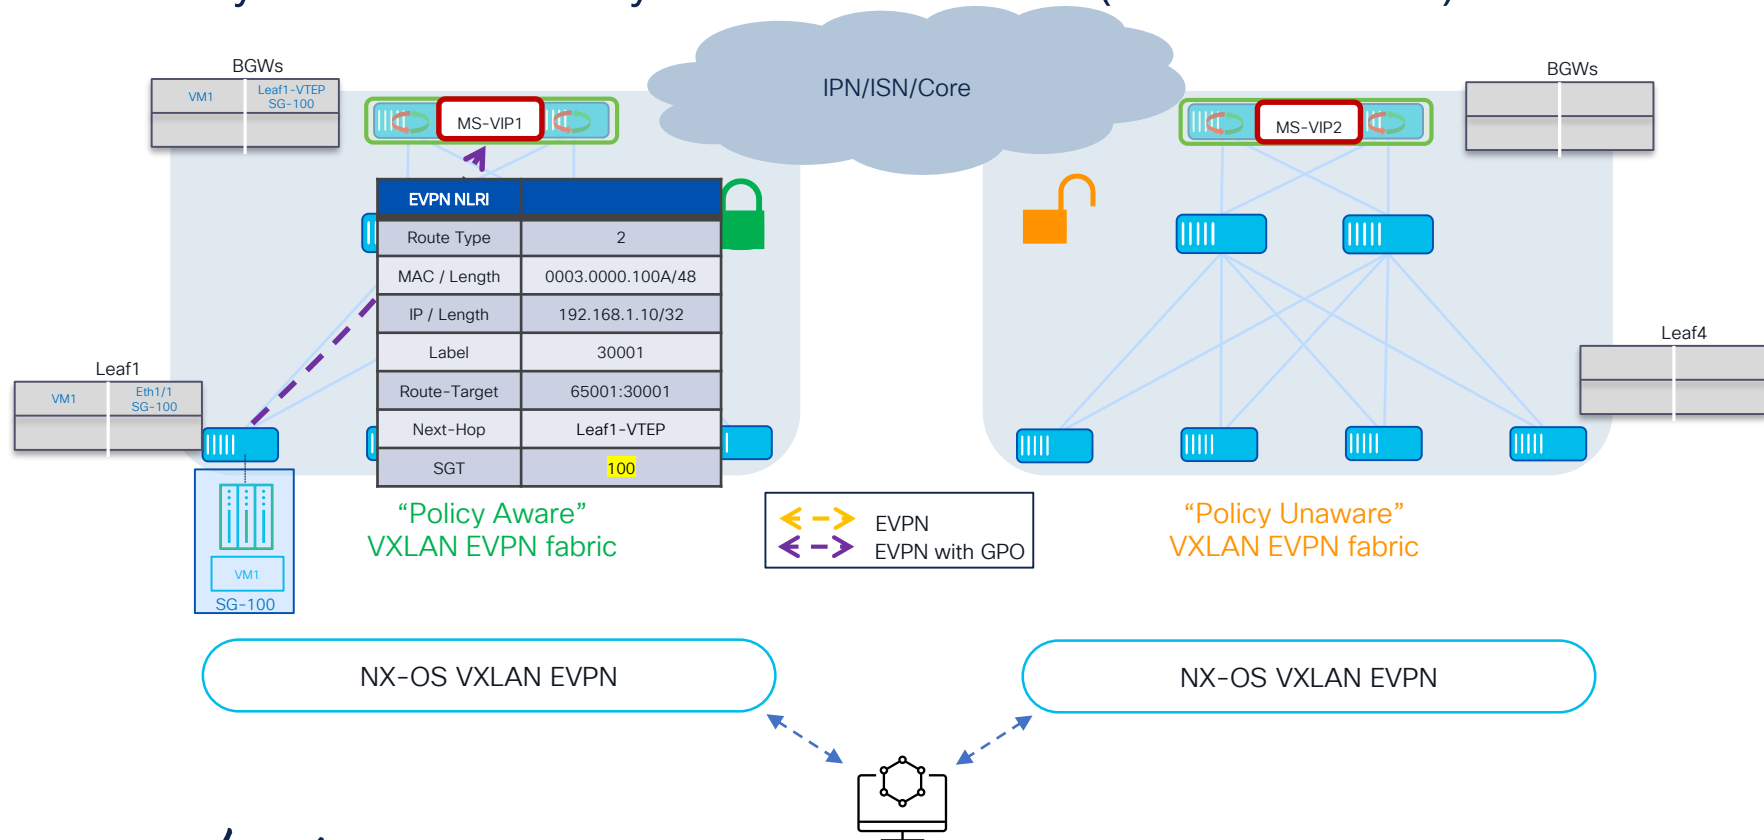 BGWs
VM1
Leaf1-VTEP
SG-100
MS-VIP1
IPN/ISN/Core
MS-VIP2
BGWs
EVPN NLRI
Route Type 2
MAC / Length 0003.0000.100A/48
IP / Length 192.168.1.10/32
Label 30001
Route-Target 65001:30001
Next-Hop Leaf1-VTEP
SGT 100
Leaf1
VM1
Eth1/1
SG-100
Leaf4
VM1
SG-100
“Policy Aware”
VXLAN EVPN fabric
EVPN
EVPN with GPO
“Policy Unaware”
VXLAN EVPN fabric
NX-OS VXLAN EVPN
NX-OS VXLAN EVPN